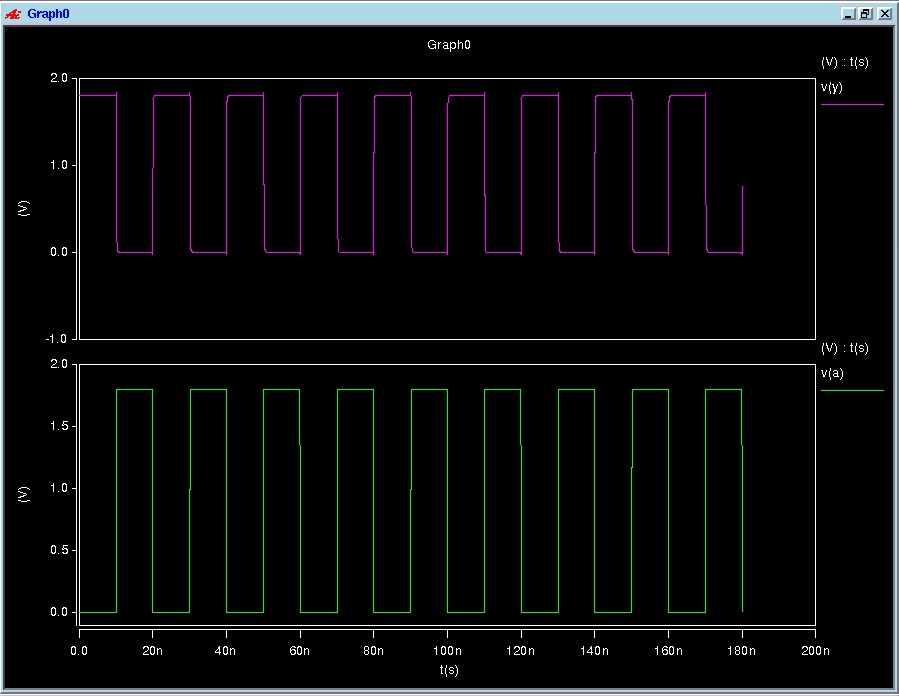 Graph0
Graph0
(V) : t(s)
v(y)
2.0
1.0
(V)
0.0
-1.0
(V) : t(s)
v(a)
2.0
1.5
1.0
(V)
0.5
0.0
0.0 20n 40n 60n 80n 100n 120n 140n 160n 180n 200n
t(s)